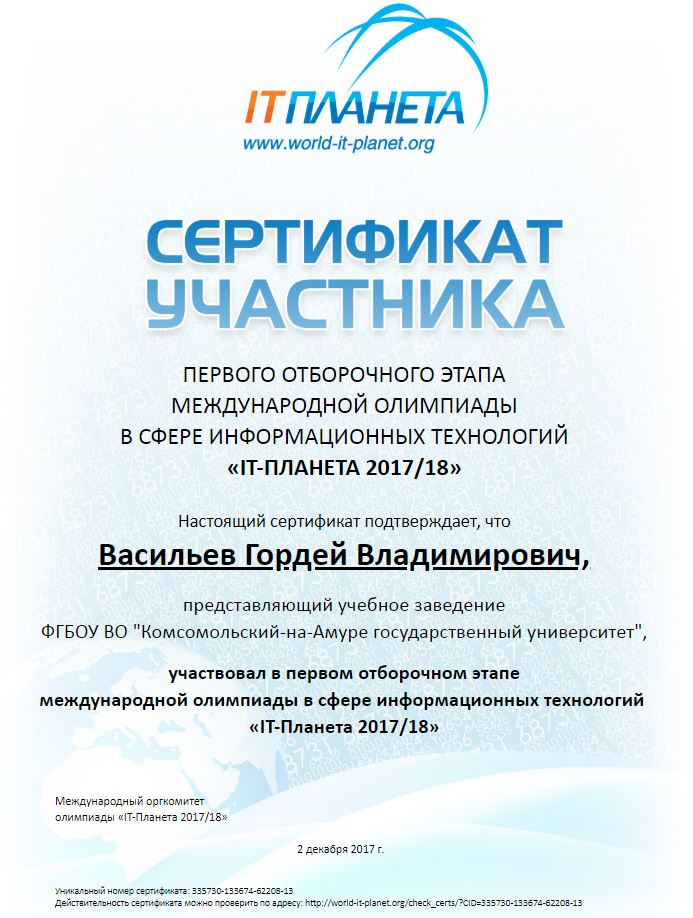 IT ПЛАНЕТА
www.world-it-planet.org
СЕРТИФИКАТ
УЧАСТНИКА
ПЕРВОГО ОТБОРОЧНОГО ЭТАПА
МЕЖДУНАРОДНОЙ ОЛИМПИАДЫ
В СФЕРЕ ИНФОРМАЦИОННЫХ ТЕХНОЛОГИЙ
«IT-ПЛАНЕТА 2017/18»
Настоящий сертификат подтверждает, что
Васильев Гордей Владимирович,
представляющий учебное заведение
ФГБОУ ВО "Комсомольский-на-Амуре государственный университет",
участвовал в первом отборочном этапе
международной олимпиады в сфере информационных технологий
«IT-Планета 2017/18»
Международный оргкомитет
олимпиады «IT-Планета 2017/18»
2 декабря 2017 г.
Уникальный номер сертификата: 335730-133674-62208-13
Действительность сертификата можно проверить по адресу: http://world-it-planet.org/check_certs/?CID=335730-133674-62208-13